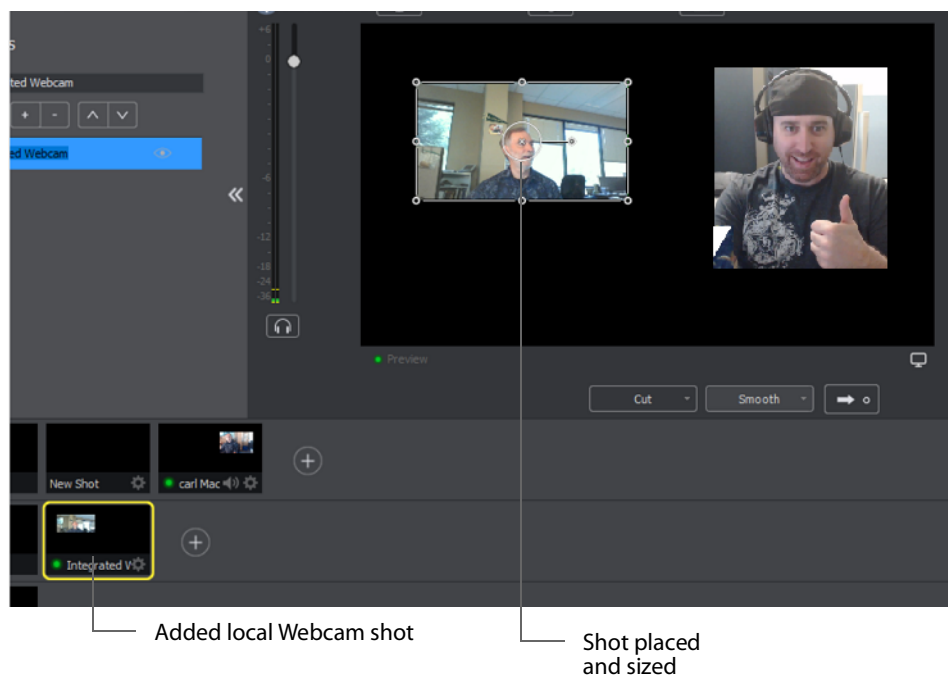 s
+6
ted Webcam
0
+ -
ed Webcam
-6
-12
-18
-24
-36
Preview
Cut
Smooth
New Shot
carl Mac
Integrated W
Added local Webcam shot
Shot placed
and sized